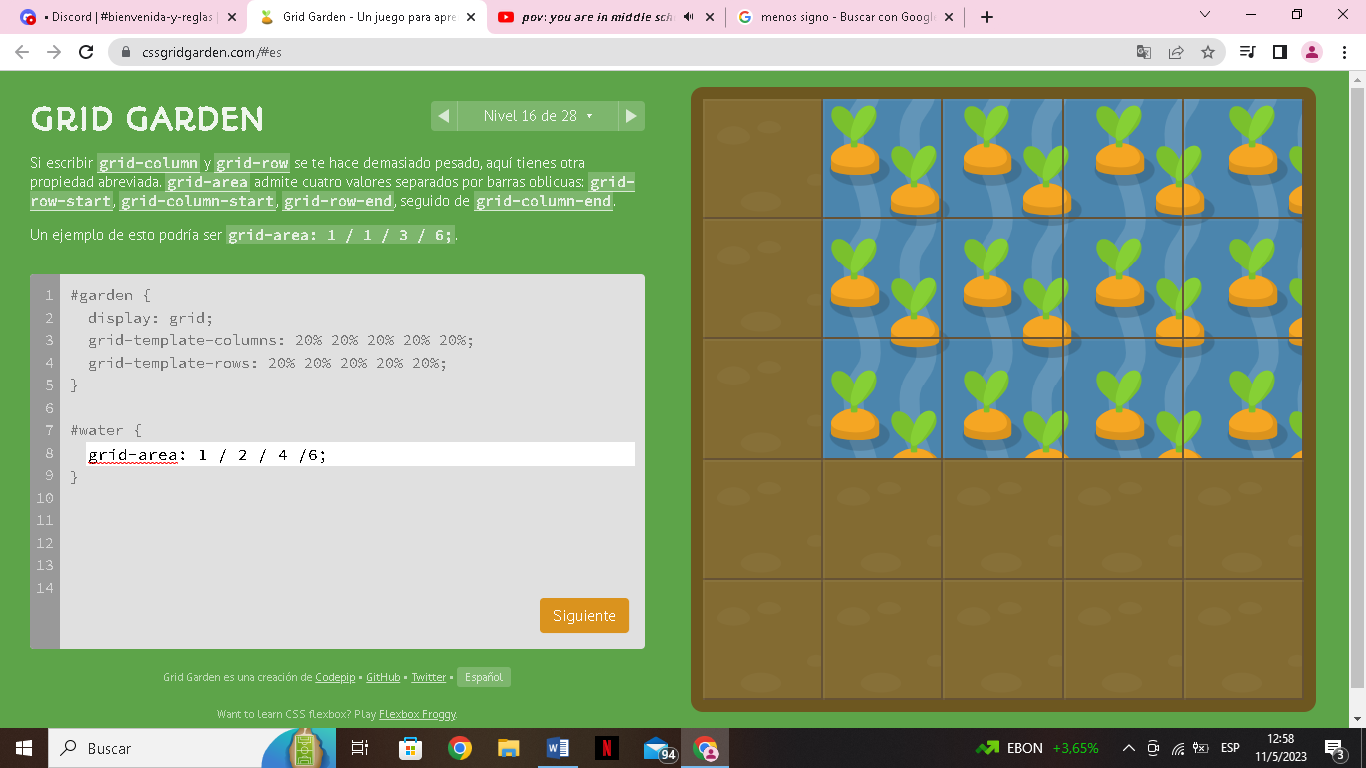 • Discord | #bienvenida-y-reglas
Grid Garden - Un juego para apre
pov: you are in middle sch
menos signo - Buscar con Google
cssgridgarden.com/#es
GRID GARDEN
Nivel 16 de 28
Si escribir grid-column y grid-row se te hace demasiado pesado, aquí tienes otra
propiedad abreviada. grid-area admite cuatro valores separados por barras oblicuas: grid-
row-start, grid-column-start, grid-row-end, seguido de grid-column-end.
Un ejemplo de esto podría ser grid-area: 1 / 1 / 3 / 6;.
1 #garden {
2 display: grid;
3 grid-template-columns: 20% 20% 20% 20% 20%;
4 grid-template-rows: 20% 20% 20% 20% 20%;
5 }
6
7 #water {
8 grid-area: 1 / 2 / 4 /6;
9 }
10
11
12
13
14
Siguiente
Grid Garden es una creación de Codepip • GitHub • Twitter • Español
Want to learn CSS flexbox? Play Flexbox Froggy.
Buscar
94
EBON +3,65%
ESP
12:58
11/5/2023
3